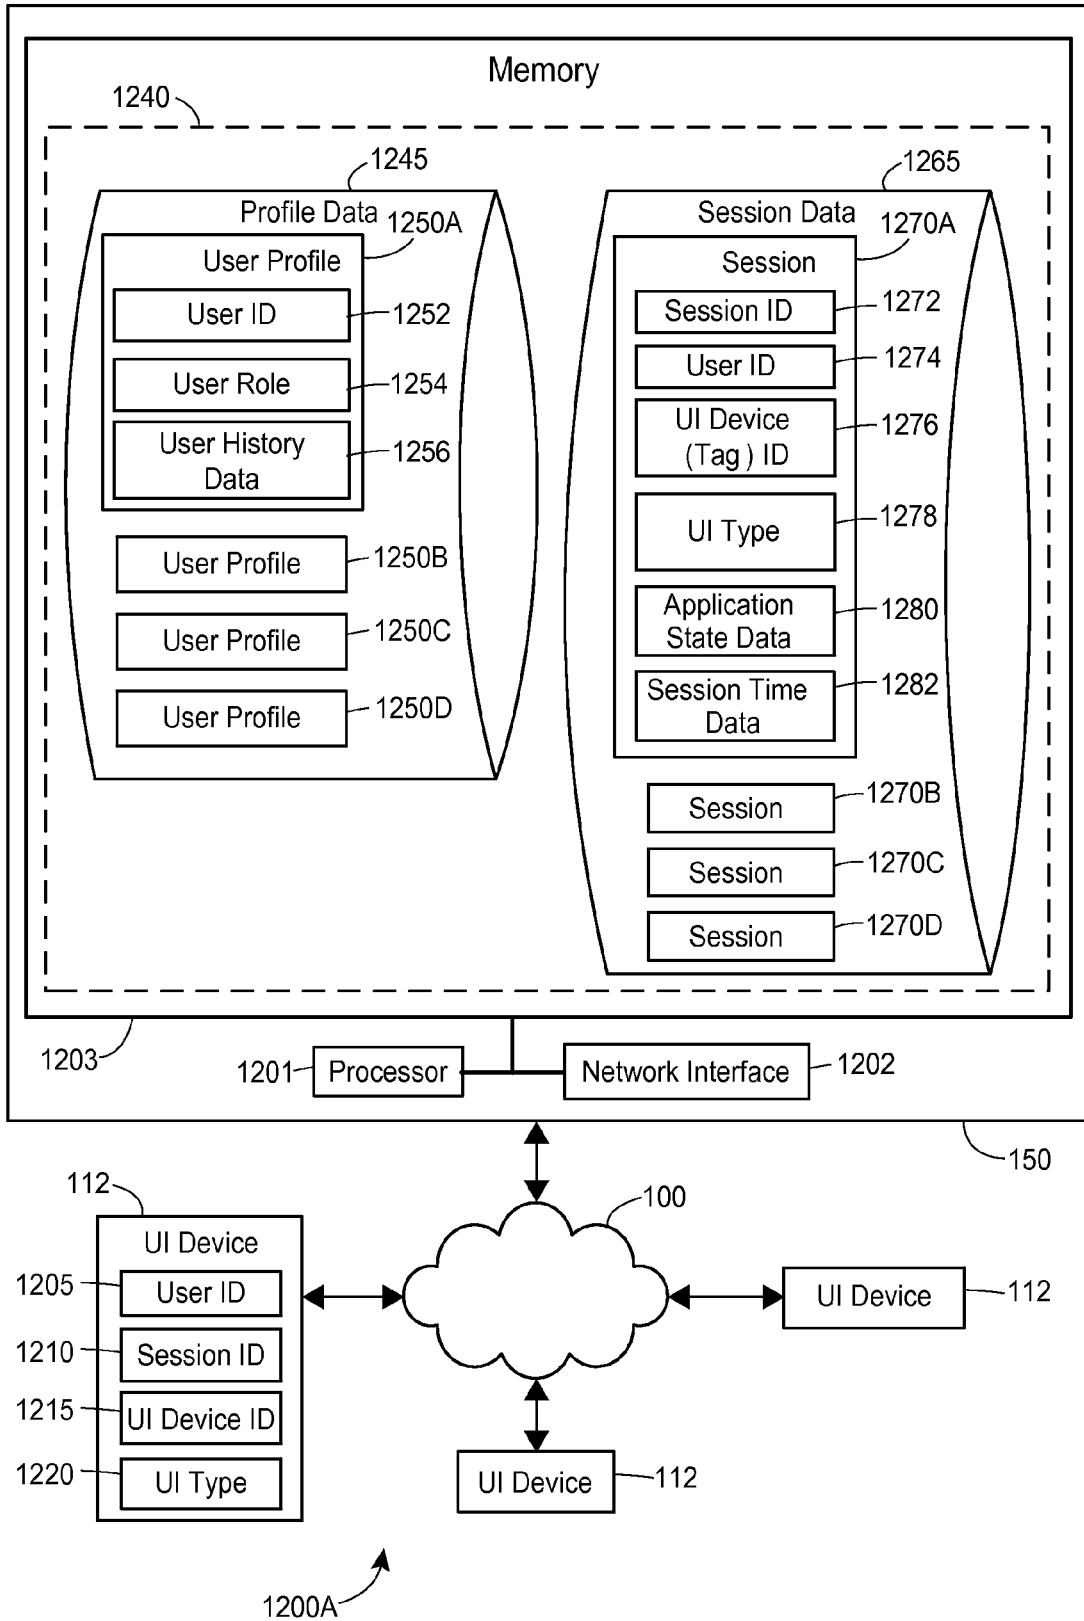 Memory
1240
1245
1265
Profile Data
1250A
User Profile
User ID
1252
User Role
1254
User History
Data
1256
User Profile
1250B
User Profile
1250C
User Profile
1250D
Session Data
1270A
Session
Session ID
1272
User ID
1274
UI Device
(Tag) ID
1276
UI Type
1278
Application
State Data
1280
Session Time
Data
1282
Session
1270B
Session
1270C
Session
1270D
1203
1201
Processor
Network Interface
1202
150
112
UI Device
1205
User ID
1210
Session ID
1215
UI Device ID
1220
UI Type
100
UI Device
112
UI Device
112
1200A